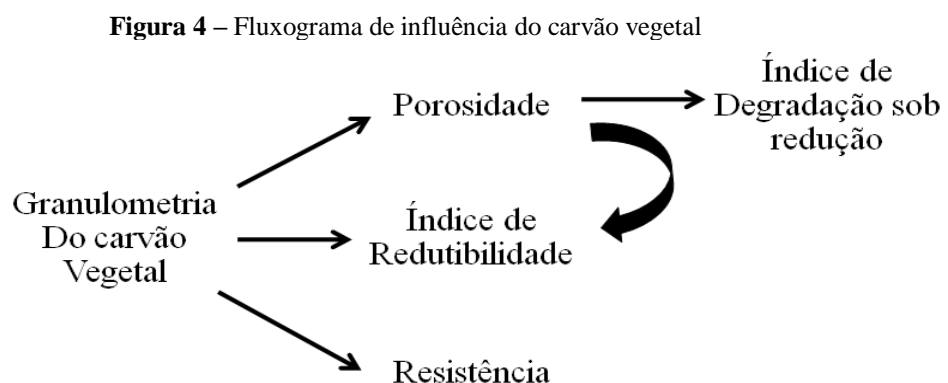 Figura 4 – Fluxograma de influência do carvão vegetal
Índice de
Degradação sob
redução
Porosidade
Granulometria
Do carvão
Vegetal
Índice de
Redutibilidade
Resistência